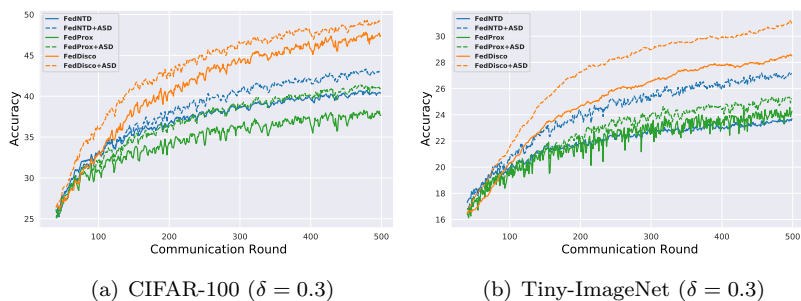 50
45
40
35
30
25
Accuracy
FedNTD
FedNTD+ASD
FedProx
FedProx+ASD
FedDisco
FedDisco+ASD
100
200
300
400
500
Communication Round
(a) CIFAR-100 (δ = 0.3)
30
28
26
24
22
20
18
16
Accuracy
FedNTD
FedNTD+ASD
FedProx
FedProx+ASD
FedDisco
FedDisco+ASD
100
200
300
400
500
Communication Round
(b) Tiny-ImageNet (δ = 0.3)